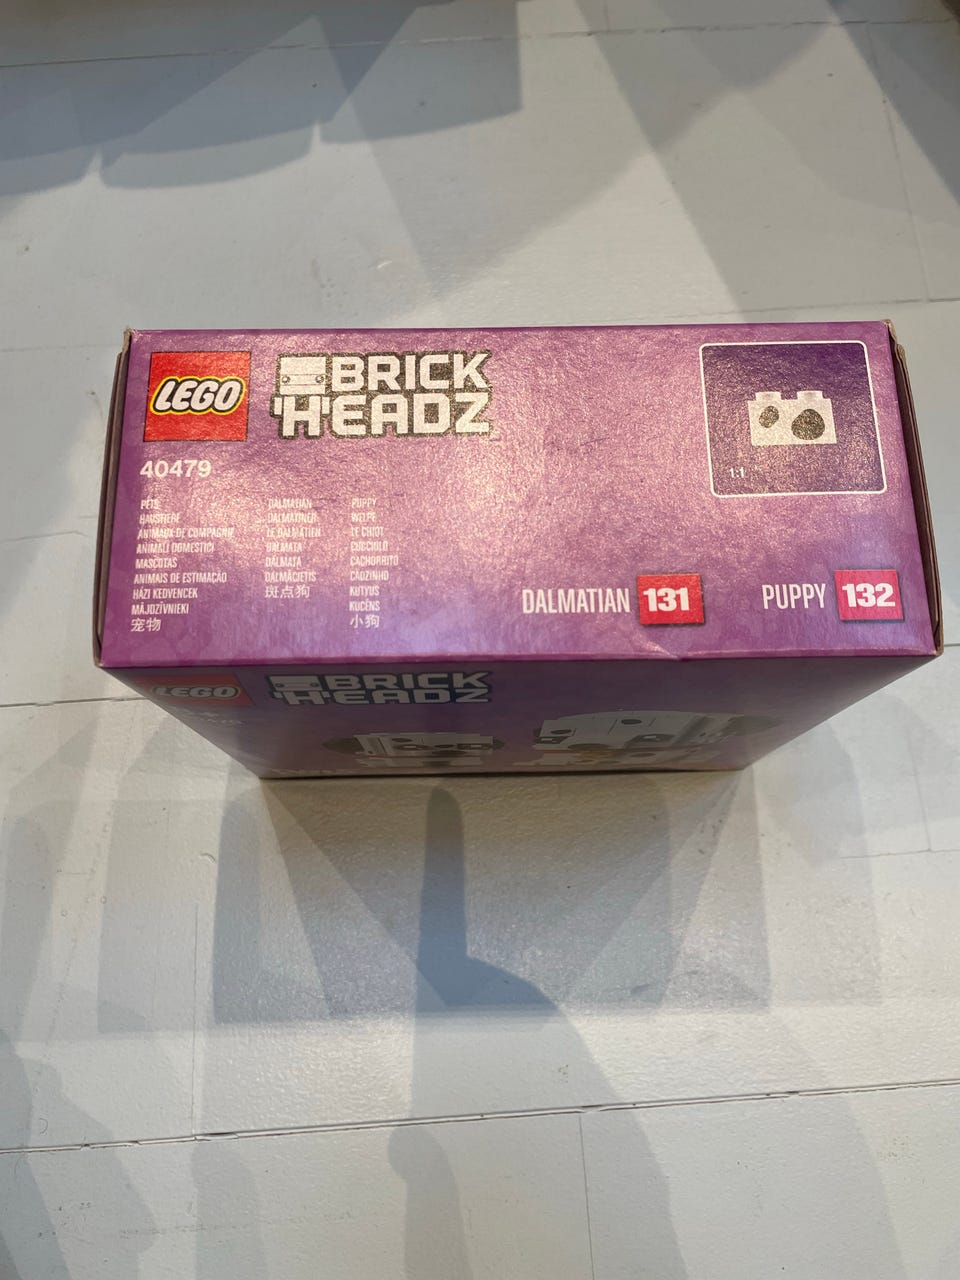 LEGO
BRICK
HEADZ
40479
PETS
HAUSTIERE
ANIMAUX DE COMPAGNIE
ANIMALI DOMESTICI
MASCOTAS
ANIMAIS DE ESTIMAÇÃO
HÁZI KEDVENCEK
MĀJDZĪVNIEKI
宠物
DALMATIAN
DALMATINER
LE DALMATIEN
DALMATA
DÁLMATA
DALMĀCIETIS
斑点狗
PUPPY
WELPE
LE CHIOT
CUCCIOLO
CACHORRITO
CÃOZINHO
KUTYUS
KUCĒNS
小狗
1:1
DALMATIAN 131
PUPPY 132
LEGO
BRICK
HEADZ